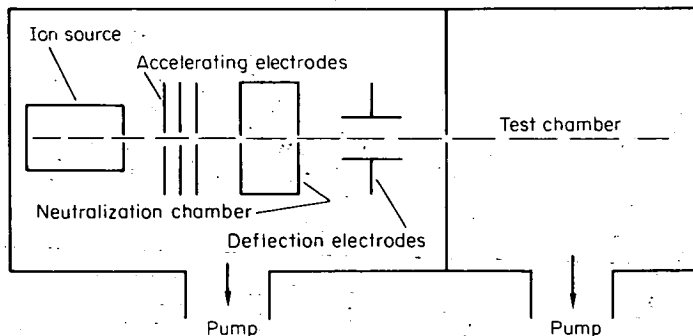 Ion source
Accelerating electrodes
Test chamber
Neutralization chamber
Deflection electrodes
Pump
Pump